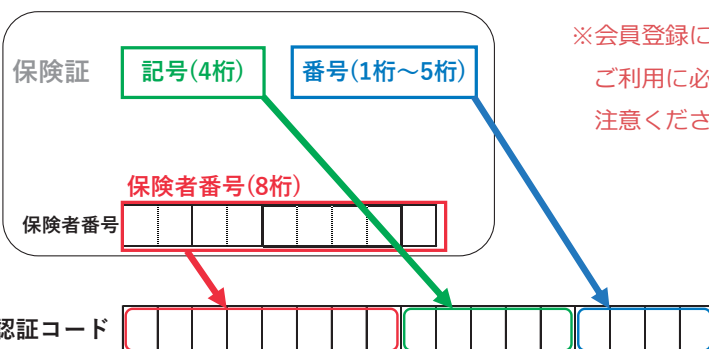 ※会員登録に
ご利用に必
注意くださ
保険証
記号(4桁)
番号(1桁～5桁)
保険者番号(8桁)
保険者番号
認証コード